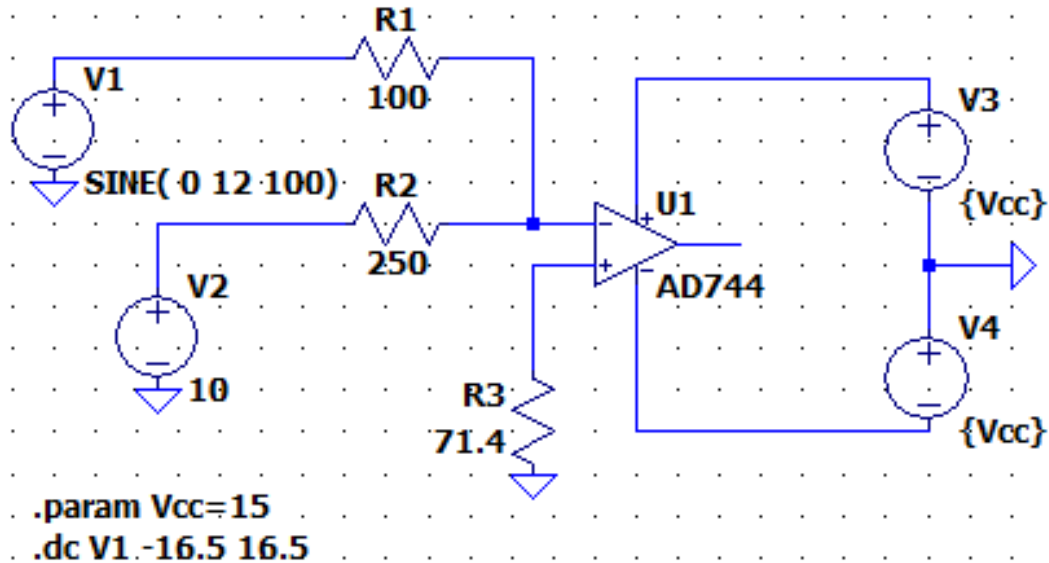 R1
V1
100
V3
SINE( 0 12 100)
R2
U1
{Vcc}
250
V2
AD744
V4
10
R3
71.4
{Vcc}
.param Vcc=15
.dc V1 -16.5 16.5